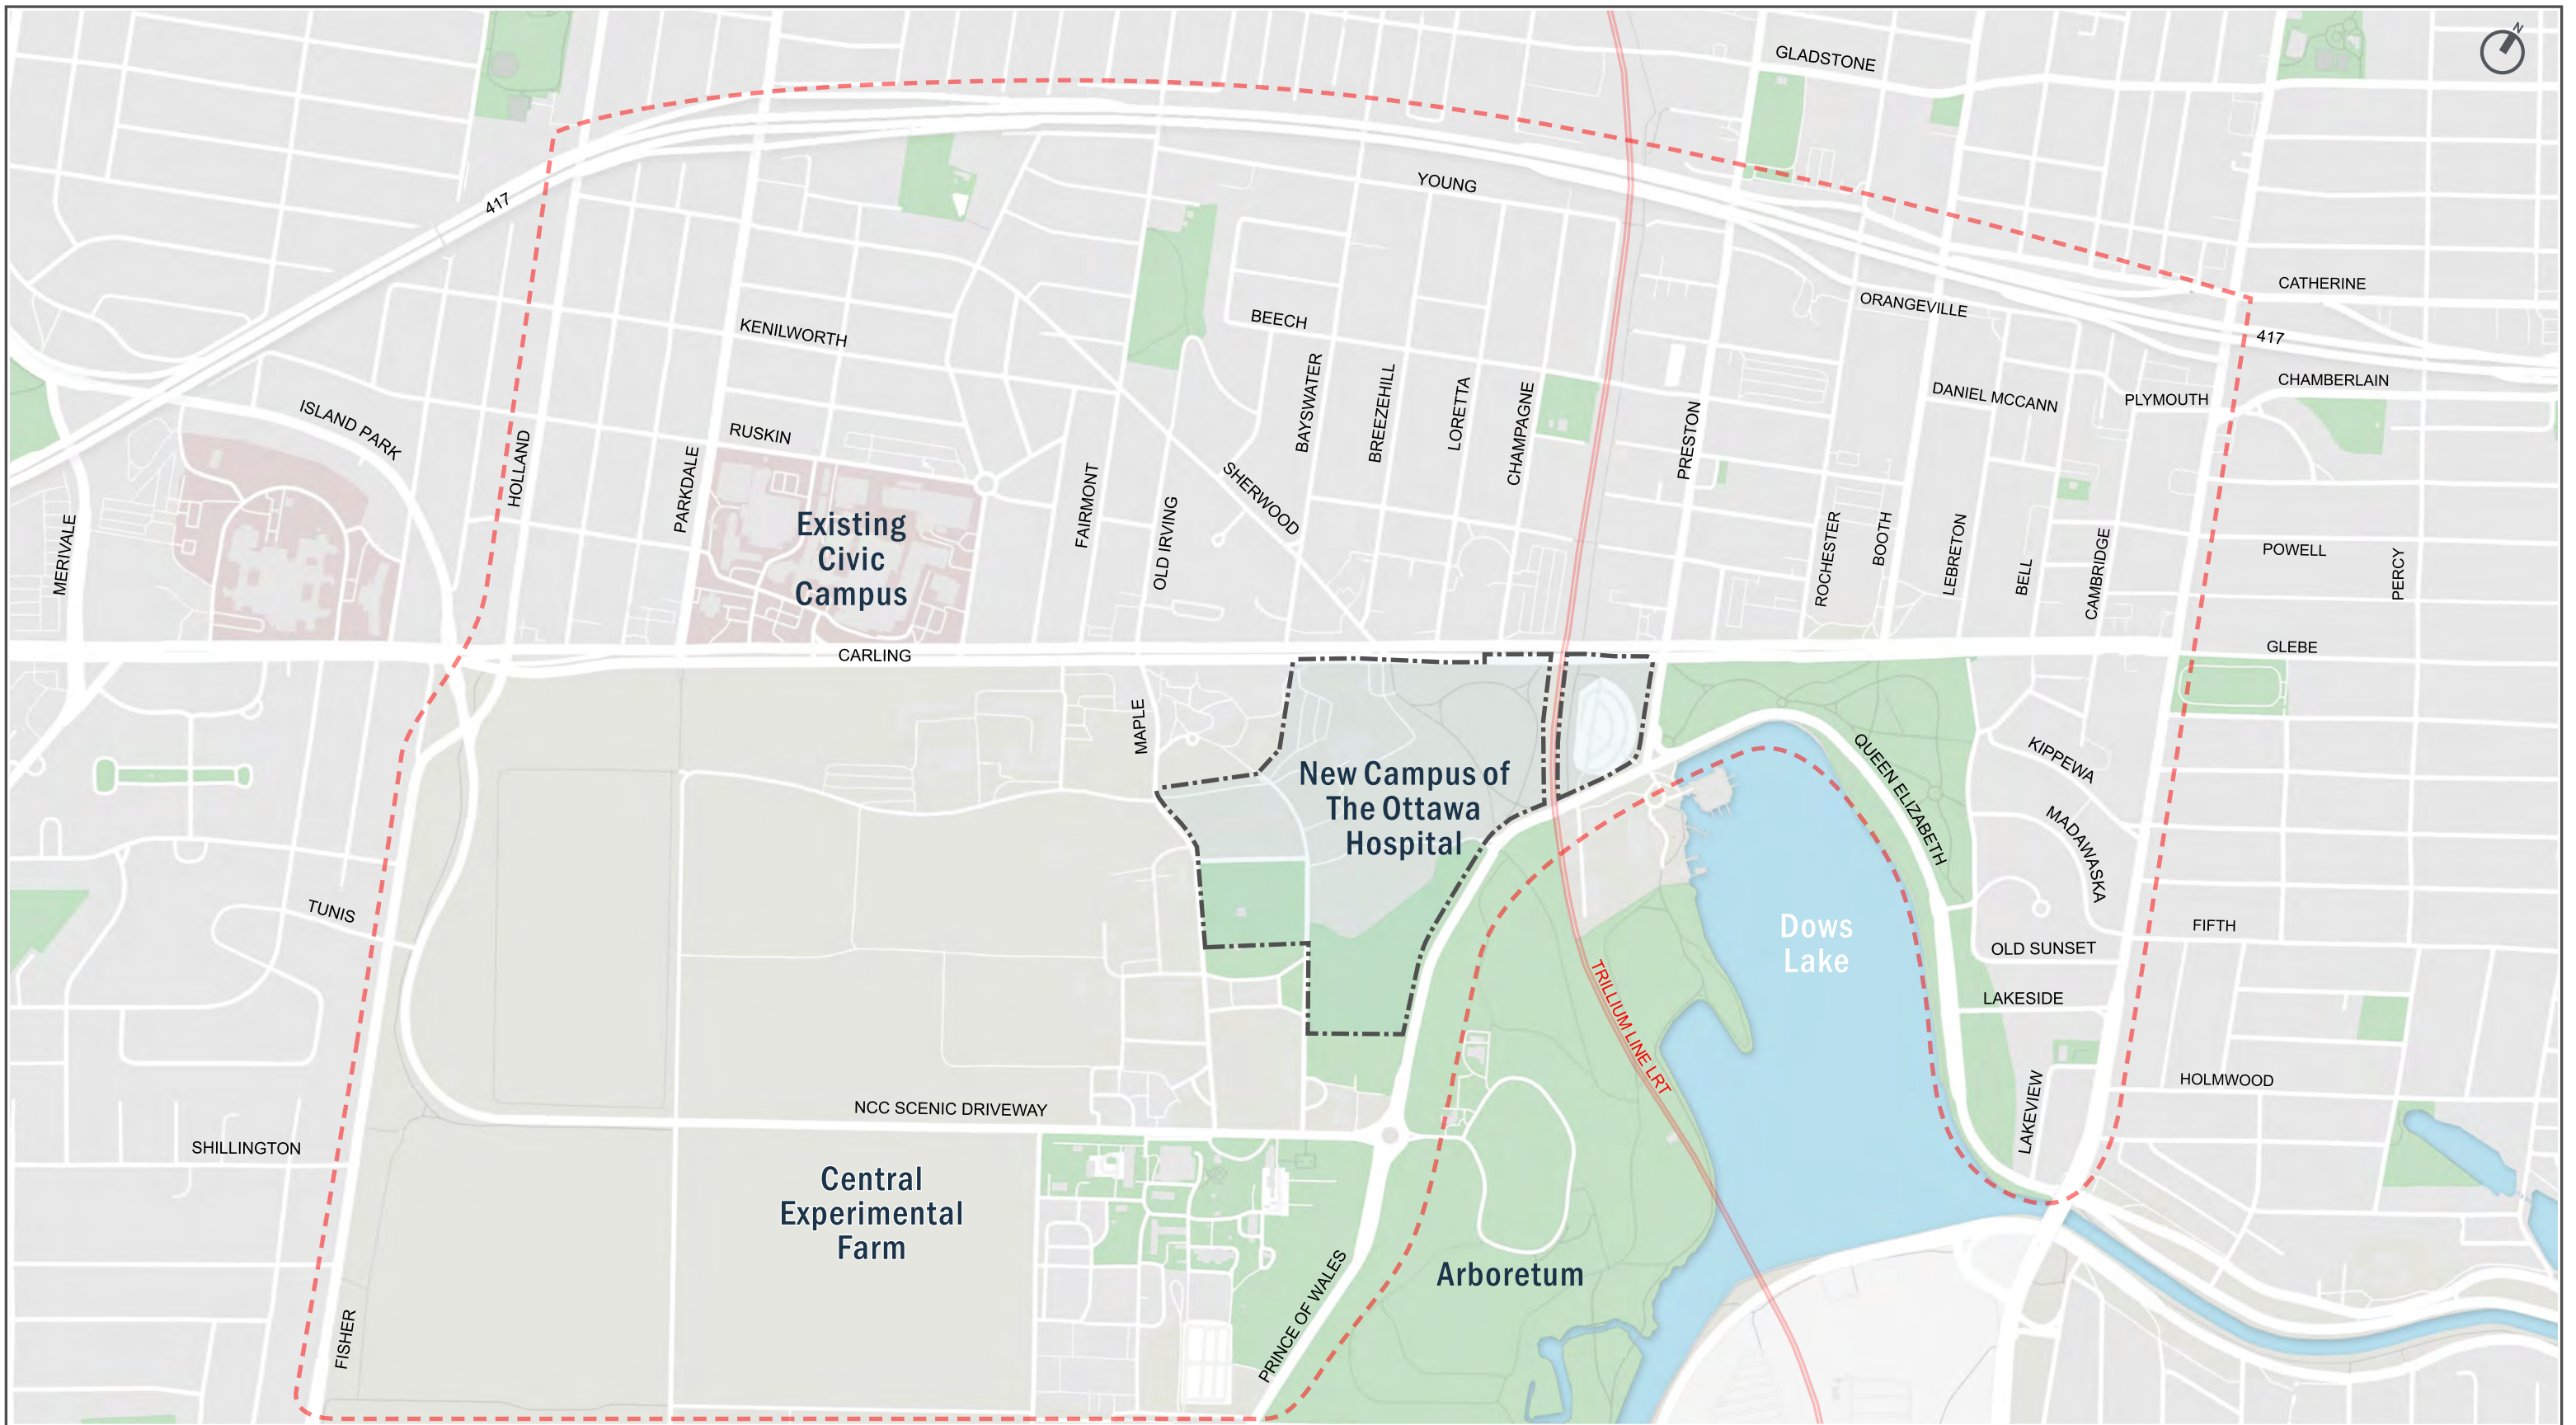 N
GLADSTONE
417
YOUNG
CATHERINE
ORANGEVILLE
417
KENILWORTH
BEECH
CHAMBERLAIN
DANIEL MCCANN
PLYMOUTH
ISLAND PARK
HOLLAND
PARKDALE
RUSKIN
BAYSWATER
BREEZEHILL
LORETTA
CHAMPAGNE
PRESTON
MERIVALE
Existing
Civic
Campus
FAIRMONT
OLD IRVING
SHERWOOD
ROCHESTER
BOOTH
LEBRETON
BELL
CAMBRIDGE
POWELL
PERCY
CARLING
GLEBE
MAPLE
New Campus of
The Ottawa
Hospital
QUEEN ELIZABETH
KIPPEWA
MADAWASKA
TUNIS
Dows
Lake
FIFTH
OLD SUNSET
LAKESIDE
TRILLIUM LINE LRT
NCC SCENIC DRIVEWAY
LAKEVIEW
HOLMWOOD
SHILLINGTON
Central
Experimental
Farm
Arboretum
PRINCE OF WALES
FISHER